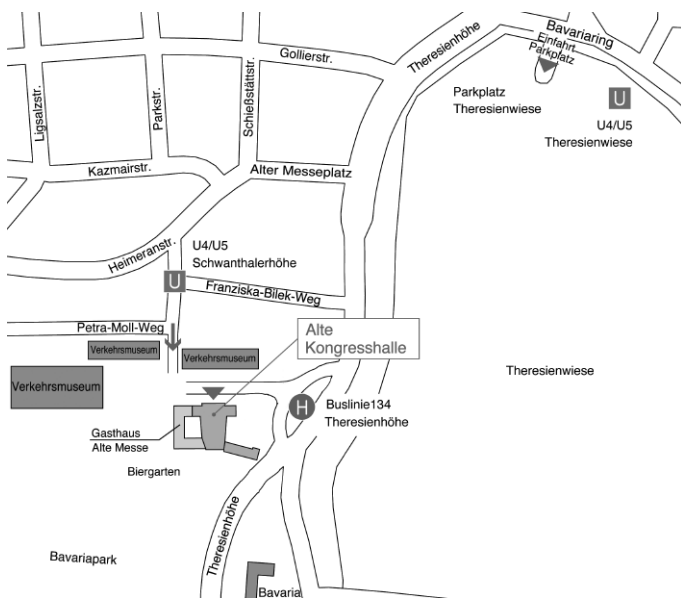 Bavariaring
Einfahrt
Parkplatz
Theresienhöhe
Gollierstr.
Parkplatz
Theresienwiese
U
U4/U5
Theresienwiese
Ligsalzstr.
Parkstr.
Schießstättstr.
Kazmairstr.
Alter Messeplatz
Heimeranstr.
U4/U5
Schwanthalerhöhe
U
Franziska-Bilek-Weg
Petra-Moll-Weg
Alte
Kongresshalle
Verkehrsmuseum
Verkehrsmuseum
Verkehrsmuseum
Theresienwiese
H
Buslinie134
Theresienhöhe
Gasthaus
Alte Messe
Biergarten
Theresienhöhe
Bavariapark
Bavaria